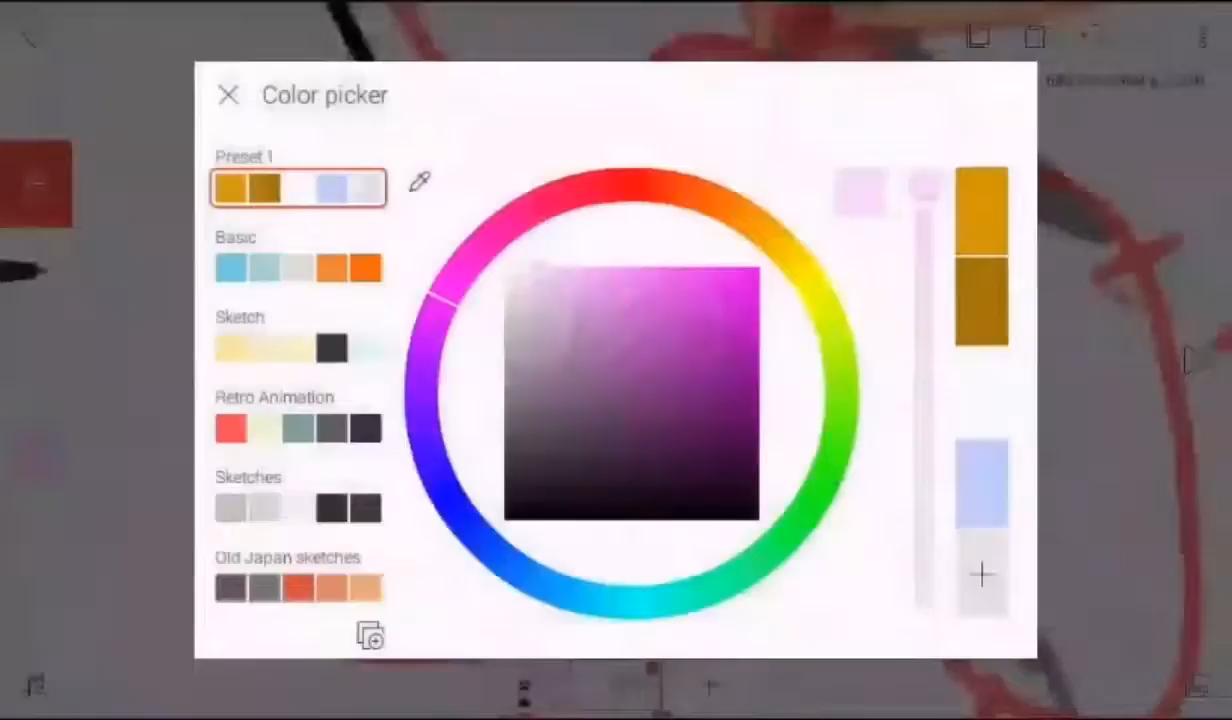 Color picker
Preset 1
Basic
Sketch
Retro Animation
Sketches
Old Japan sketches